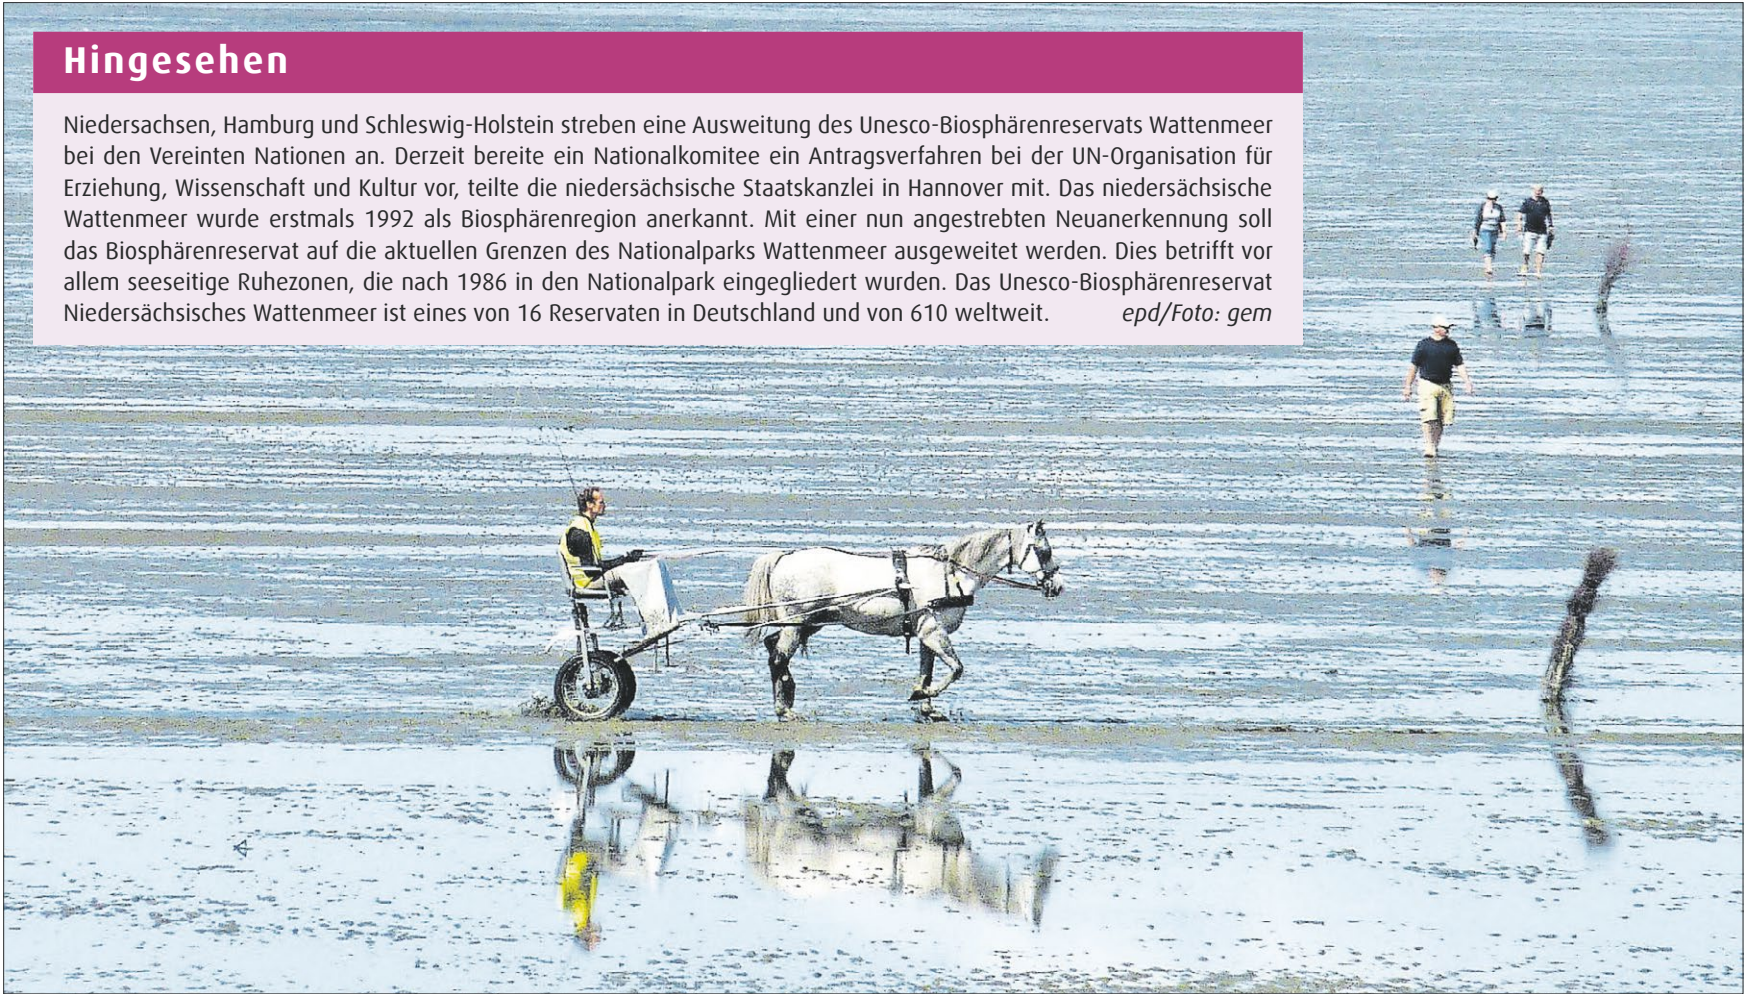 Hingesehen
Niedersachsen, Hamburg und Schleswig-Holstein streben eine Ausweitung des Unesco-Biosphärenreservats Wattenmeer
bei den Vereinten Nationen an. Derzeit bereite ein Nationalkomitee ein Antragsverfahren bei der UN-Organisation für
Erziehung, Wissenschaft und Kultur vor, teilte die niedersächsische Staatskanzlei in Hannover mit. Das niedersächsische
Wattenmeer wurde erstmals 1992 als Biosphärenregion anerkannt. Mit einer nun angestrebten Neuanerkennung soll
das Biosphärenreservat auf die aktuellen Grenzen des Nationalparks Wattenmeer ausgeweitet werden. Dies betrifft vor
allem seeseitige Ruhezonen, die nach 1986 in den Nationalpark eingegliedert wurden. Das Unesco-Biosphärenreservat
Niedersächsisches Wattenmeer ist eines von 16 Reservaten in Deutschland und von 610 weltweit. epd/Foto: gem